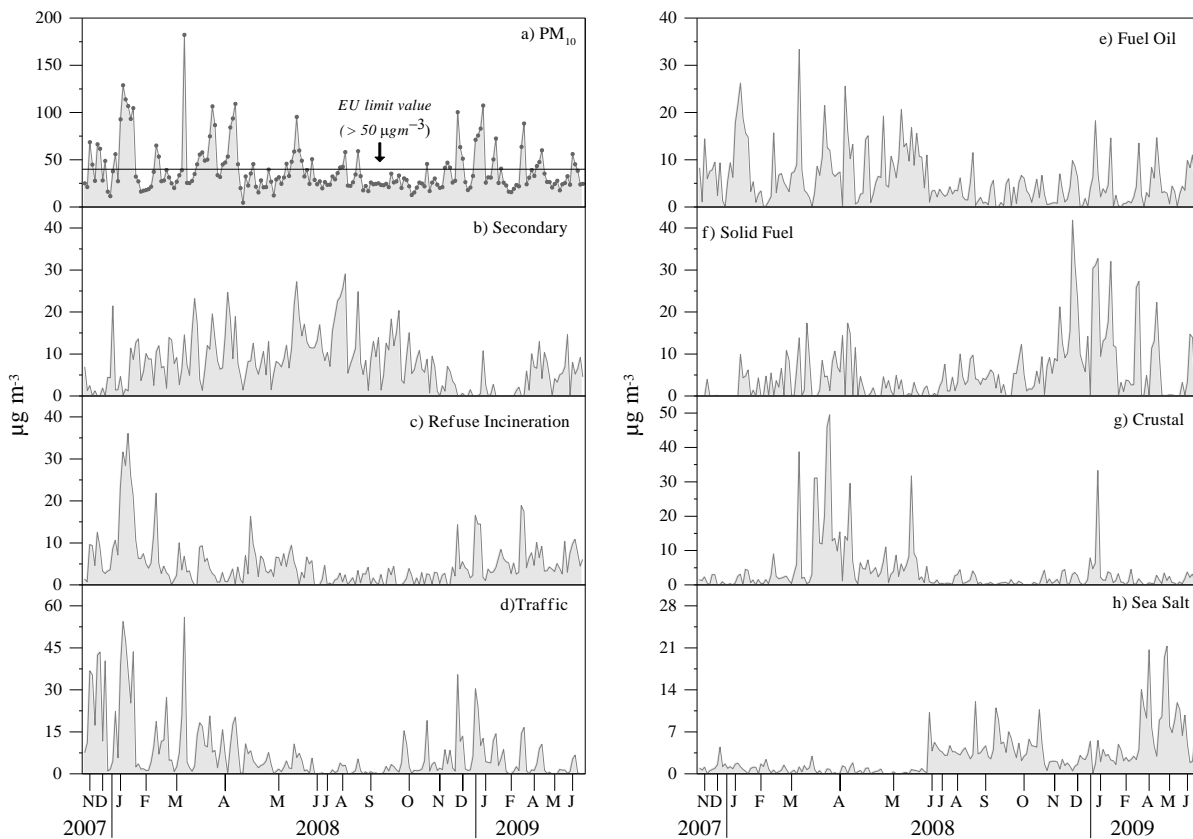 200
150
100
50
0
a) PM₁₀
EU limit value
(> 50 μgm⁻³)
40
30
20
10
0
b) Secondary
40
30
20
10
0
c) Refuse Incineration
60
45
30
15
0
d)Traffic
μg m⁻³
N D J F M A M J J A S O N D J F M A M J
2007 2008 2009
40
30
20
10
0
e) Fuel Oil
40
30
20
10
0
f) Solid Fuel
50
40
30
20
10
0
g) Crustal
28
21
14
7
0
h) Sea Salt
μg m⁻³
N D J F M A M J J A S O N D J F M A M J
2007 2008 2009